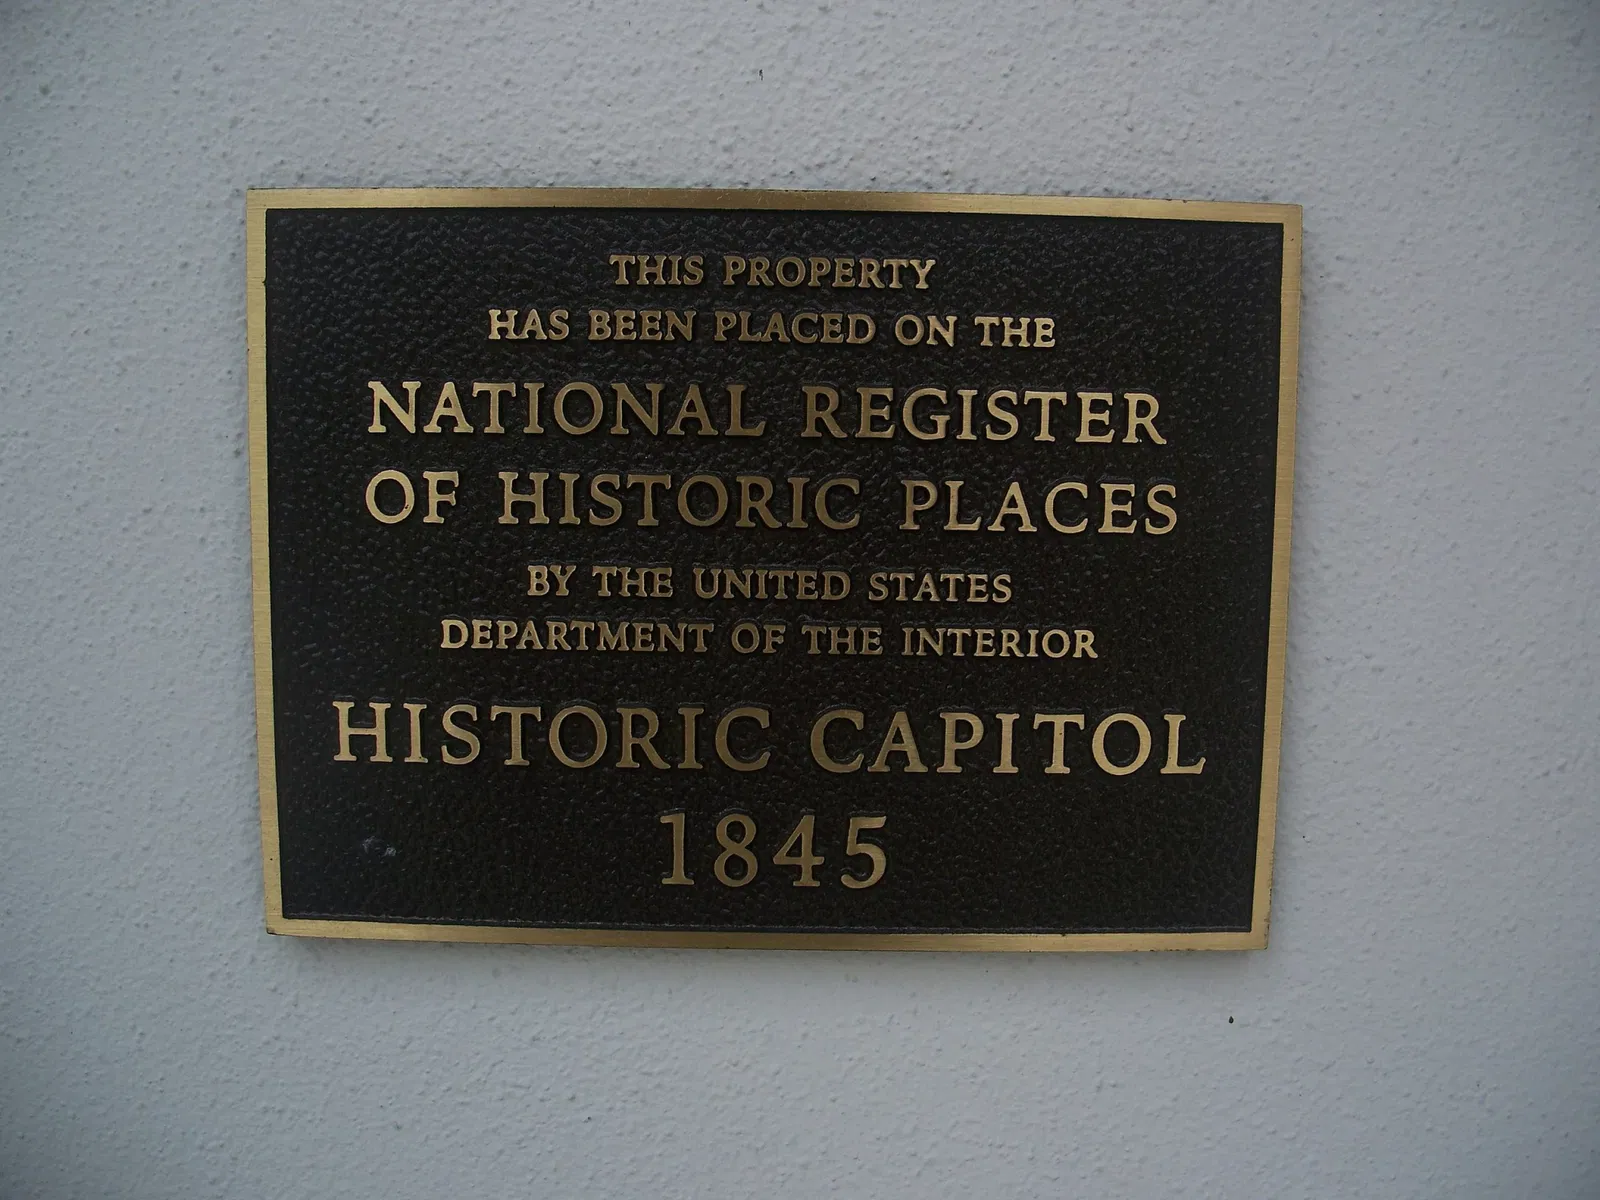 THIS PROPERTY
HAS BEEN PLACED ON THE
NATIONAL REGISTER
OF HISTORIC PLACES
BY THE UNITED STATES
DEPARTMENT OF THE INTERIOR
HISTORIC CAPITOL
1845